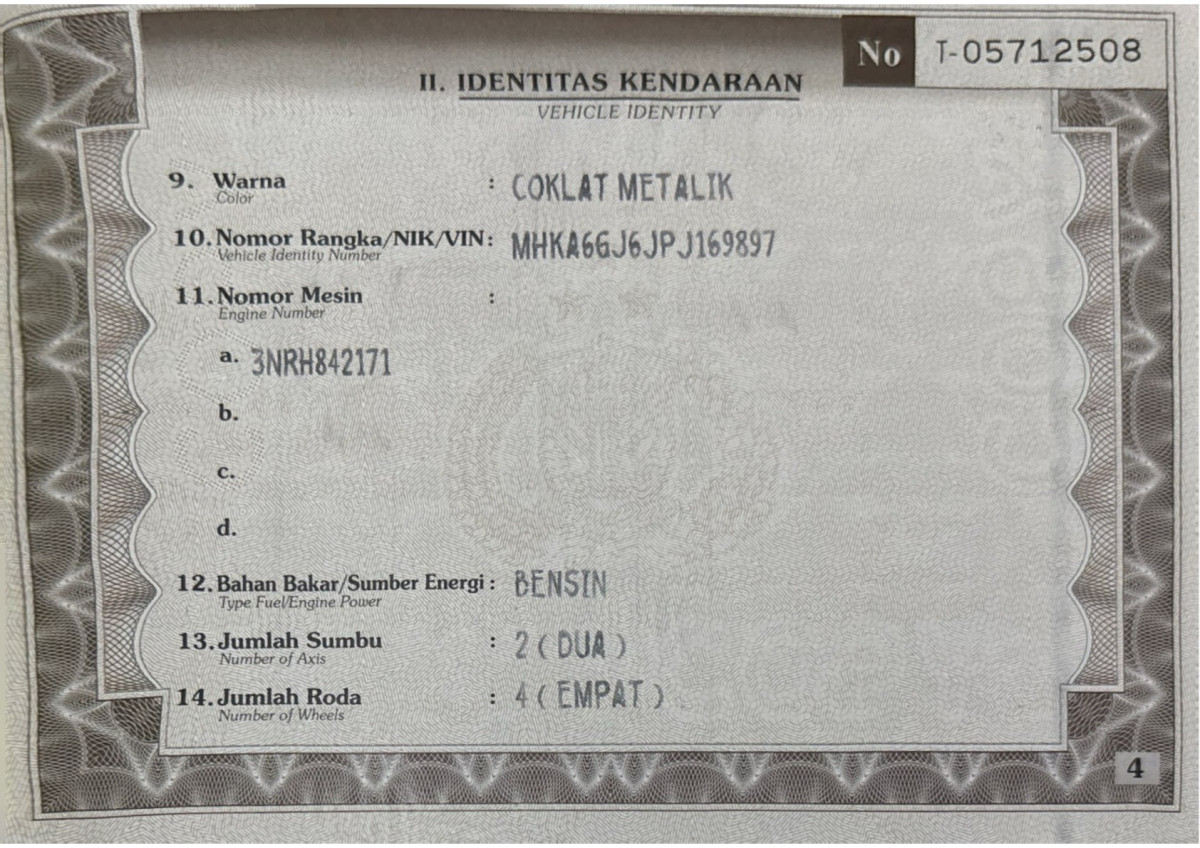 No T-05712508
II. IDENTITAS KENDARAAN
VEHICLE IDENTITY
9. Warna : COKLAT METALIK
Color
10. Nomor Rangka/NIK/VIN: MHKA6GJ6JPJ169897
Vehicle Identity Number
11. Nomor Mesin :
Engine Number
a. 3NRH842171
b.
c.
d.
12. Bahan Bakar/Sumber Energi : BENSIN
Type Fuel/Engine Power
13. Jumlah Sumbu : 2 ( DUA )
Number of Axis
14. Jumlah Roda : 4 ( EMPAT )
Number of Wheels
4